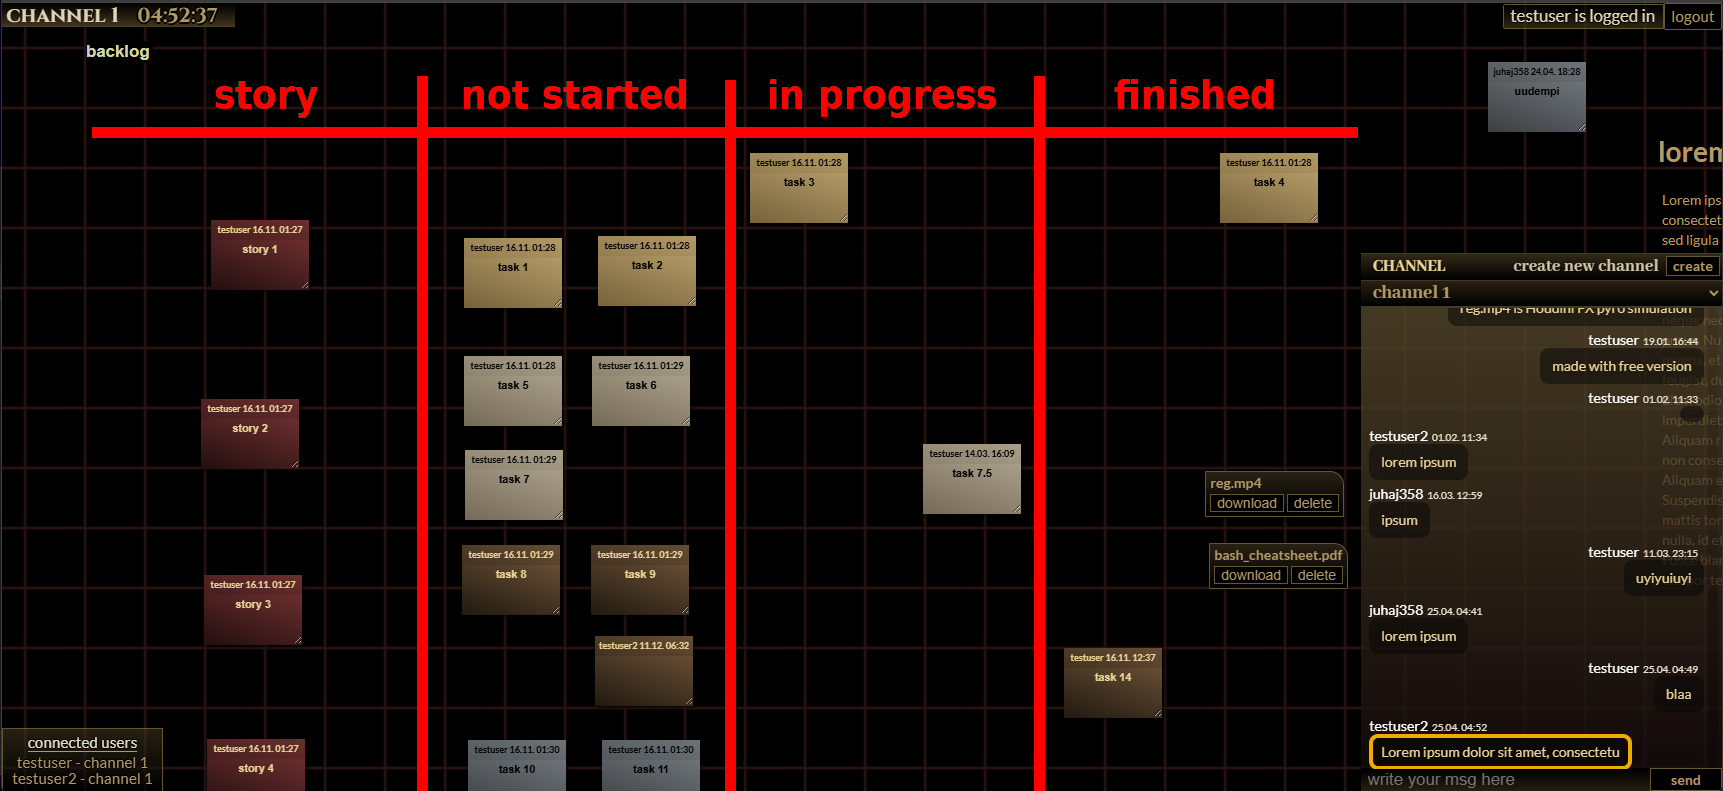 CHANNEL 1 04:52:37
testuser is logged in logout
backlog
story
not started
in progress
finished
juhaj358 24.04. 18:28
uudempi
testuser 16.11. 01:28
task 3
testuser 16.11. 01:28
task 4
testuser 16.11. 01:27
story 1
testuser 16.11. 01:28
task 1
testuser 16.11. 01:28
task 2
testuser 16.11. 01:28
task 5
testuser 16.11. 01:29
task 6
testuser 16.11. 01:27
story 2
testuser 16.11. 01:29
task 7
testuser 14.03. 16:09
task 7.5
reg.mp4
download delete
bash_cheatsheet.pdf
download delete
testuser 16.11. 01:29
task 8
testuser 16.11. 01:29
task 9
testuser 16.11. 01:27
story 3
testuser2 11.12. 06:32
testuser 16.11. 12:37
task 14
testuser 16.11. 01:27
story 4
testuser 16.11. 01:30
task 10
testuser 16.11. 01:30
task 11
connected users
testuser - channel 1
testuser2 - channel 1
lorem
Lorem ips
consectet
sed ligula
CHANNEL create new channel create
channel 1
reg.mp4 is Houdini FX pyro simulation
testuser 19.01. 16:44
made with free version
testuser 01.02. 11:33
testuser2 01.02. 11:34
lorem ipsum
juhaj358 16.03. 12:59
ipsum
testuser 11.03. 23:15
uyiyuiuyi
juhaj358 25.04. 04:41
lorem ipsum
testuser 25.04. 04:49
blaa
testuser2 25.04. 04:52
Lorem ipsum dolor sit amet, consectetu
write your msg here send